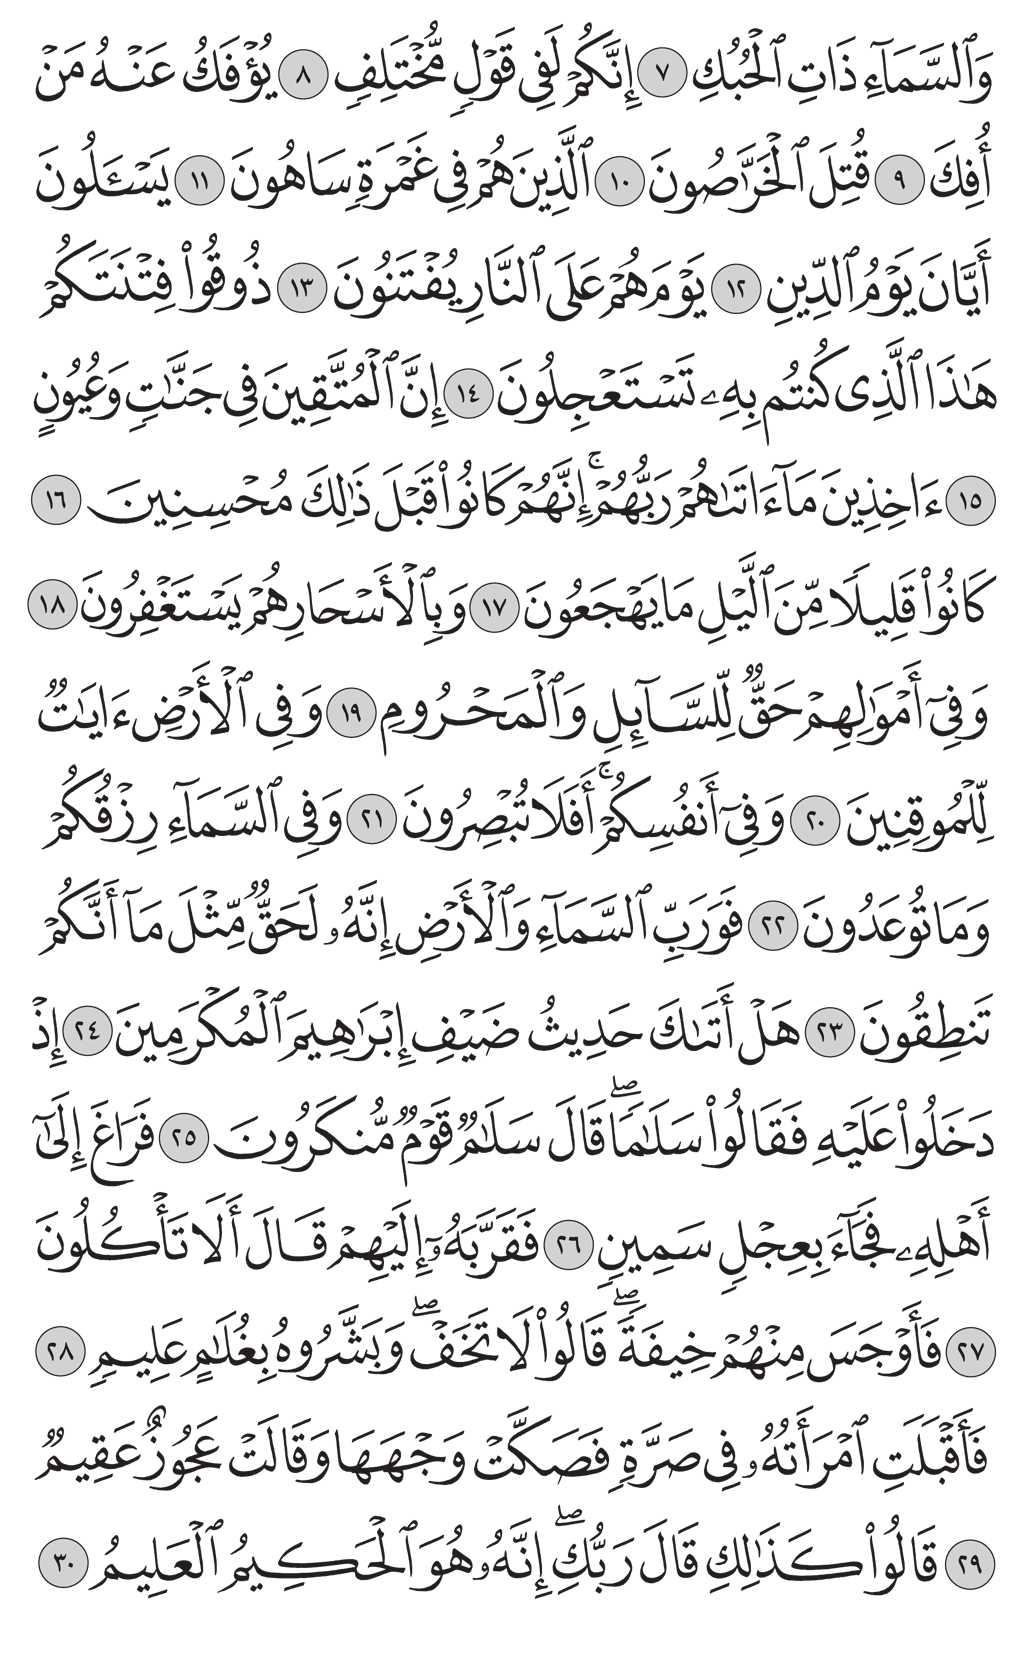 وَٱلسَّمَآءِ ذَاتِ ٱلْحُبُكِ ٧ إِنَّكُمْ لَفِى قَوْلٍ مُّخْتَلِفٍ ٨ يُؤْفَكُ عَنْهُ مَنْ
أُفِكَ ٩ قُتِلَ ٱلْخَرَّٰصُونَ ١٠ ٱلَّذِينَ هُمْ فِى غَمْرَةٍ سَاهُونَ ١١ يَسْـَٔلُونَ
أَيَّانَ يَوْمُ ٱلدِّينِ ١٢ يَوْمَ هُمْ عَلَى ٱلنَّارِ يُفْتَنُونَ ١٣ ذُوقُوا۟ فِتْنَتَكُمْ
هَٰذَا ٱلَّذِى كُنتُم بِهِۦ تَسْتَعْجِلُونَ ١٤ إِنَّ ٱلْمُتَّقِينَ فِى جَنَّٰتٍ وَعُيُونٍ
١٥ ءَاخِذِينَ مَآ ءَاتَىٰهُمْ رَبُّهُمْ ۚ إِنَّهُمْ كَانُوا۟ قَبْلَ ذَٰلِكَ مُحْسِنِينَ ١٦
كَانُوا۟ قَلِيلًا مِّنَ ٱلَّيْلِ مَا يَهْجَعُونَ ١٧ وَبِٱلْأَسْحَارِ هُمْ يَسْتَغْفِرُونَ ١٨
وَفِىٓ أَمْوَٰلِهِمْ حَقٌّ لِّلسَّآئِلِ وَٱلْمَحْرُومِ ١٩ وَفِى ٱلْأَرْضِ ءَايَٰتٌ
لِّلْمُوقِنِينَ ٢٠ وَفِىٓ أَنفُسِكُمْ ۚ أَفَلَا تُبْصِرُونَ ٢١ وَفِى ٱلسَّمَآءِ رِزْقُكُمْ
وَمَا تُوعَدُونَ ٢٢ فَوَرَبِّ ٱلسَّمَآءِ وَٱلْأَرْضِ إِنَّهُۥ لَحَقٌّ مِّثْلَ مَآ أَنَّكُمْ
تَنطِقُونَ ٢٣ هَلْ أَتَىٰكَ حَدِيثُ ضَيْفِ إِبْرَٰهِيمَ ٱلْمُكْرَمِينَ ٢٤ إِذْ
دَخَلُوا۟ عَلَيْهِ فَقَالُوا۟ سَلَٰمًا ۖ قَالَ سَلَٰمٌ قَوْمٌ مُّنكَرُونَ ٢٥ فَرَاغَ إِلَىٰٓ
أَهْلِهِۦ فَجَآءَ بِعِجْلٍ سَمِينٍ ٢٦ فَقَرَّبَهُۥٓ إِلَيْهِمْ قَالَ أَلَا تَأْكُلُونَ
٢٧ فَأَوْجَسَ مِنْهُمْ خِيفَةً ۖ قَالُوا۟ لَا تَخَفْ ۖ وَبَشَّرُوهُ بِغُلَٰمٍ عَلِيمٍ ٢٨
فَأَقْبَلَتِ ٱمْرَأَتُهُۥ فِى صَرَّةٍ فَصَكَّتْ وَجْهَهَا وَقَالَتْ عَجُوزٌ عَقِيمٌ
٢٩ قَالُوا۟ كَذَٰلِكِ قَالَ رَبُّكِ ۖ إِنَّهُۥ هُوَ ٱلْحَكِيمُ ٱلْعَلِيمُ ٣٠